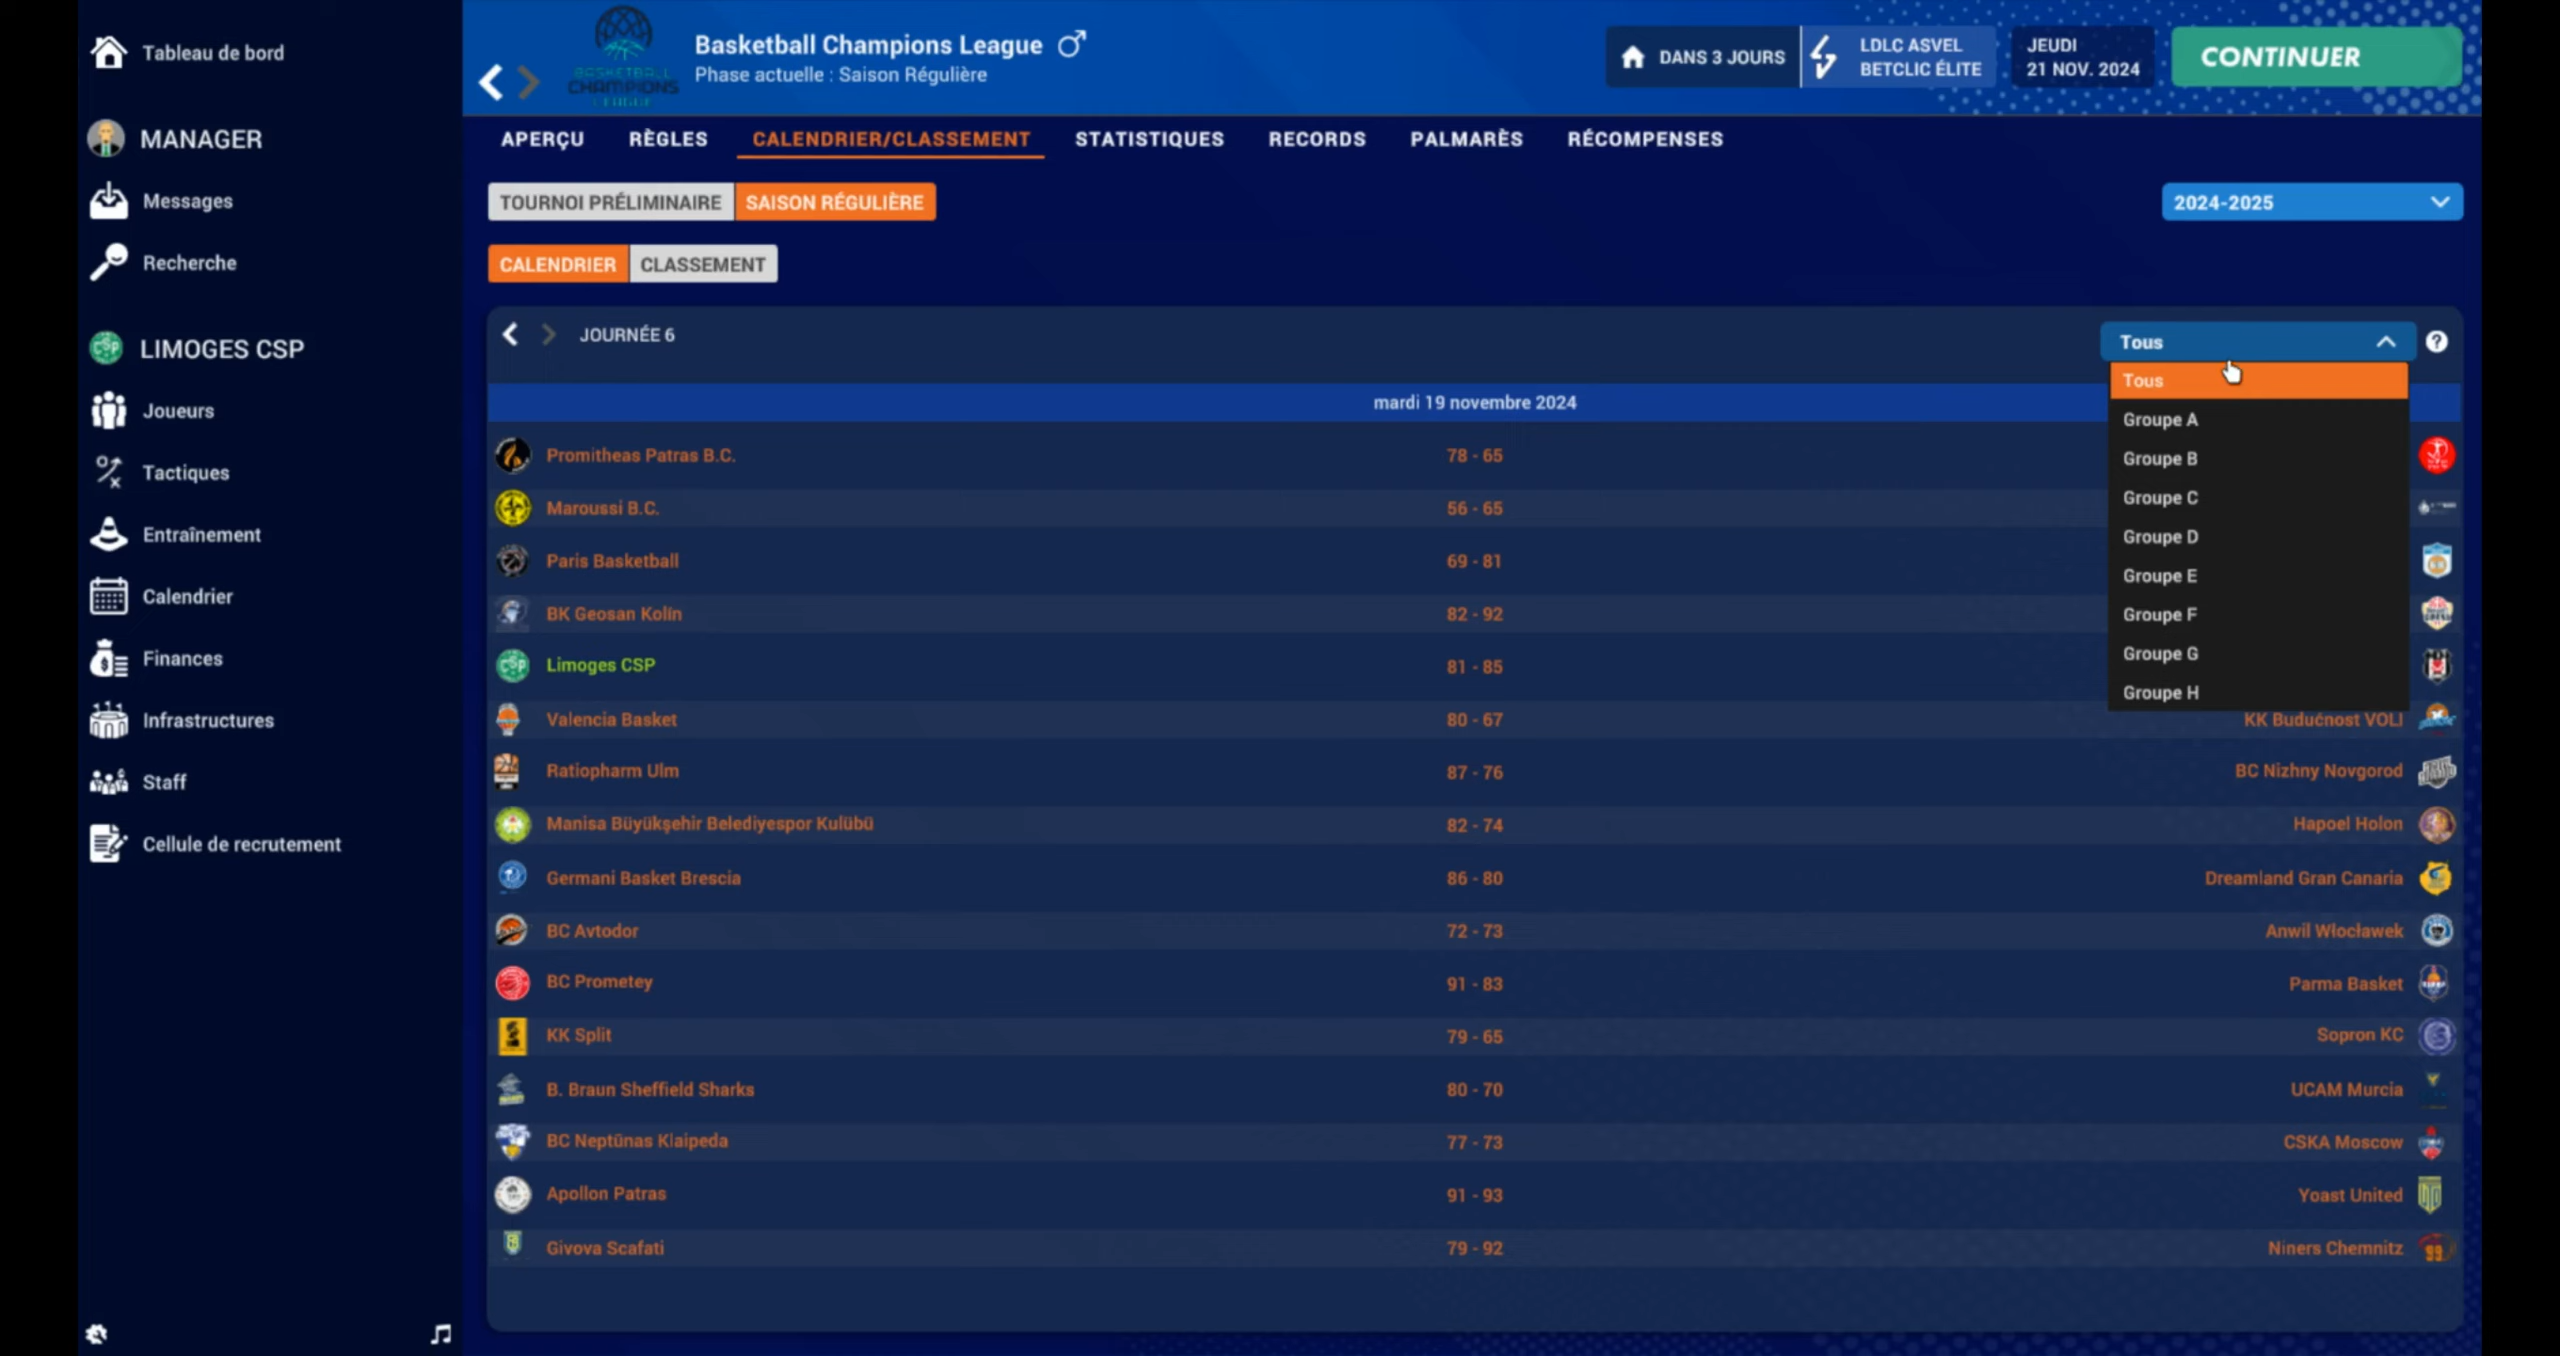 Tableau de bord
MANAGER
Messages
Recherche
LIMOGES CSP
Joueurs
Tactiques
Entraînement
Calendrier
Finances
Infrastructures
Staff
Cellule de recrutement
BASKETBALL
CHAMPIONS
LEAGUE
Basketball Champions League
Phase actuelle : Saison Régulière
DANS 3 JOURS
LDLC ASVEL
BETCLIC ÉLITE
JEUDI
21 NOV. 2024
CONTINUER
APERÇU RÈGLES CALENDRIER/CLASSEMENT STATISTIQUES RECORDS PALMARÈS RÉCOMPENSES
TOURNOI PRÉLIMINAIRE SAISON RÉGULIÈRE
2024-2025
CALENDRIER CLASSEMENT
JOURNÉE 6
Tous
?
Tous
Groupe A
Groupe B
Groupe C
Groupe D
Groupe E
Groupe F
Groupe G
Groupe H
mardi 19 novembre 2024
Promitheas Patras B.C. 78 - 65
Maroussi B.C. 56 - 65
Paris Basketball 69 - 81
BK Geosan Kolín 82 - 92
CSP Limoges CSP 81 - 85
Valencia Basket 80 - 67 KK Budućnost VOLI
Ratiopharm Ulm 87 - 76 BC Nizhny Novgorod
Manisa Büyükşehir Belediyespor Kulübü 82 - 74 Hapoel Holon
Germani Basket Brescia 86 - 80 Dreamland Gran Canaria
BC Avtodor 72 - 73 Anwil Włocławek
BC Prometey 91 - 83 Parma Basket
KK Split 79 - 65 Sopron KC
B. Braun Sheffield Sharks 80 - 70 UCAM Murcia
BC Neptūnas Klaipeda 77 - 73 CSKA Moscow
Apollon Patras 91 - 93 Yoast United
Givova Scafati 79 - 92 Niners Chemnitz 99